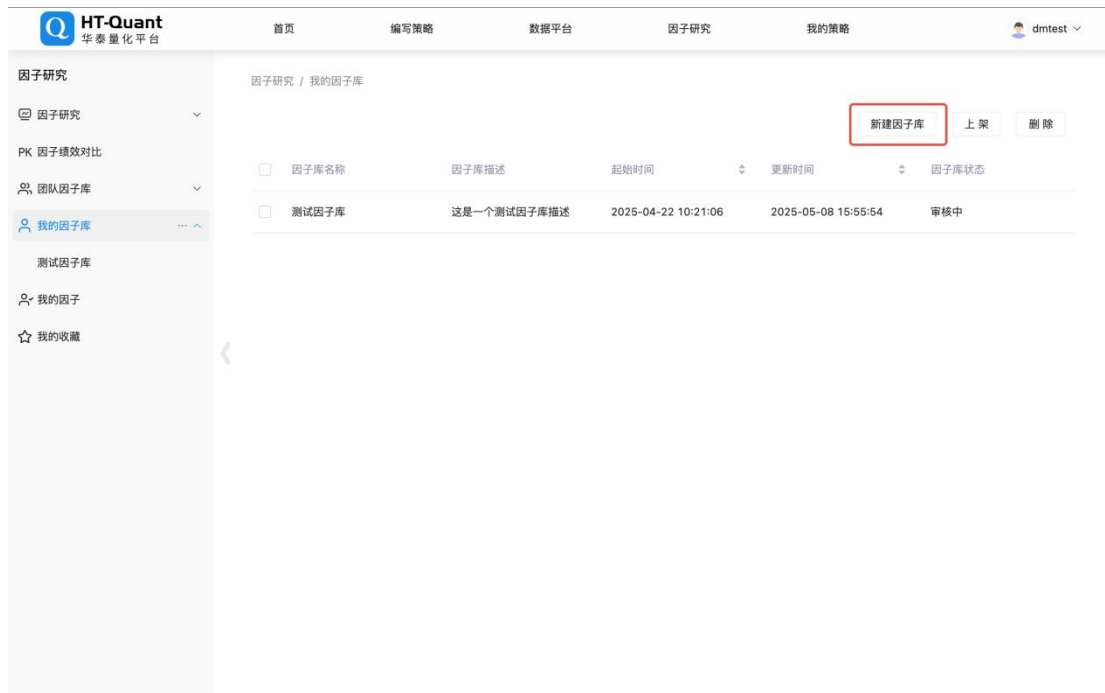 HT-Quant
华泰量化平台
首页 编写策略 数据平台 因子研究 我的策略 dmtest
因子研究
因子研究 / 我的因子库
因子研究
新建因子库 上架 删除
PK 因子绩效对比
因子库名称 因子库描述 起始时间 更新时间 因子库状态
团队因子库
测试因子库 这是一个测试因子库描述 2025-04-22 10:21:06 2025-05-08 15:55:54 审核中
我的因子库 ...
测试因子库
我的因子
我的收藏